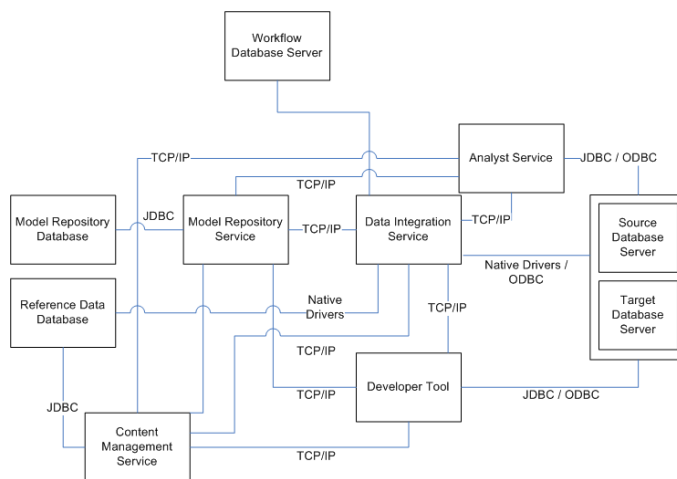 Workflow
Database Server
TCP/IP
Analyst Service
JDBC / ODBC
TCP/IP
Model Repository
Database
JDBC
Model Repository
Service
TCP/IP
Data Integration
Service
TCP/IP
Source
Database
Server
Native Drivers /
ODBC
Reference Data
Database
Native
Drivers
TCP/IP
Target
Database
Server
TCP/IP
Developer Tool
TCP/IP
JDBC / ODBC
JDBC
Content
Management
Service
TCP/IP